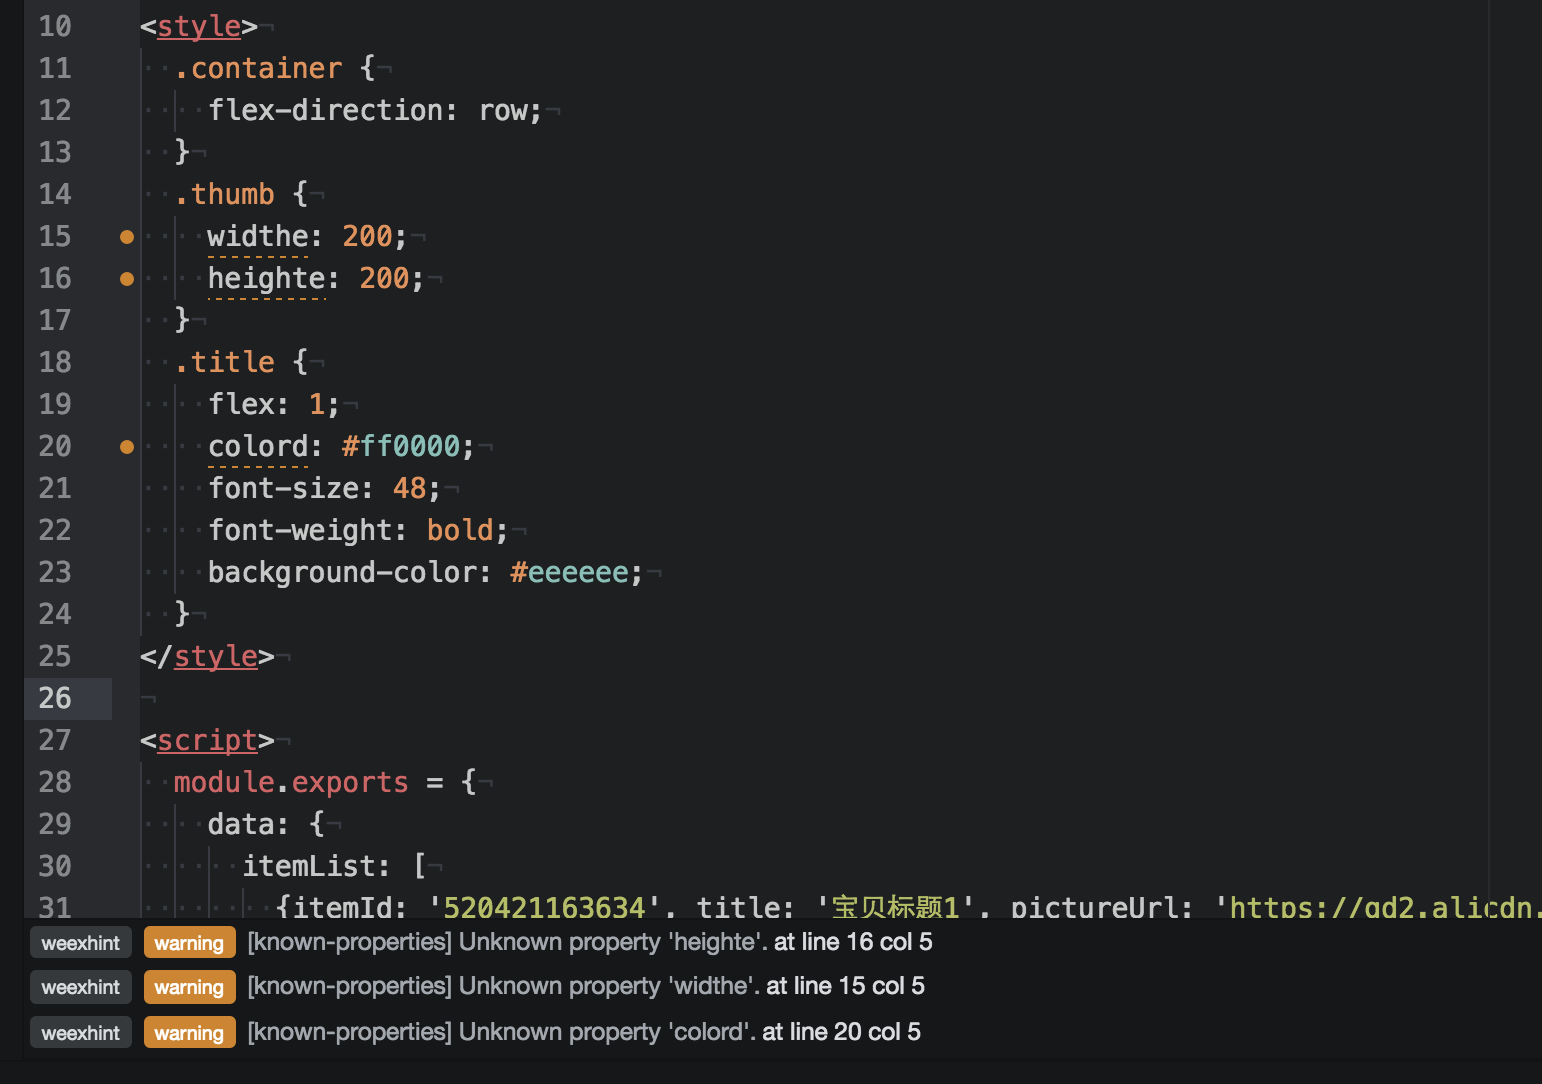 10 <style>¬
11 .container {¬
12 flex-direction: row;¬
13 }¬
14 .thumb {¬
15 widthe: 200;¬
16 heighte: 200;¬
17 }¬
18 .title {¬
19 flex: 1;¬
20 colord: #ff0000;¬
21 font-size: 48;¬
22 font-weight: bold;¬
23 background-color: #eeeeee;¬
24 }¬
25 </style>¬
26 ¬
27 <script>¬
28 module.exports = {¬
29 data: {¬
30 itemList: [¬
31 {itemId: '520421163634', title: '宝贝标题1', pictureUrl: 'https://gd2.alicdn.
weexhint warning [known-properties] Unknown property 'heighte'. at line 16 col 5
weexhint warning [known-properties] Unknown property 'widthe'. at line 15 col 5
weexhint warning [known-properties] Unknown property 'colord'. at line 20 col 5